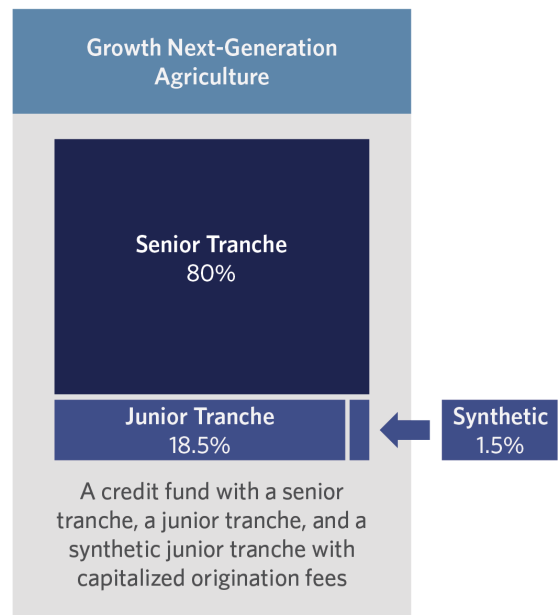 Growth Next-Generation
Agriculture
Senior Tranche
80%
Junior Tranche
18.5%
Synthetic
1.5%
A credit fund with a senior
tranche, a junior tranche, and a
synthetic junior tranche with
capitalized origination fees